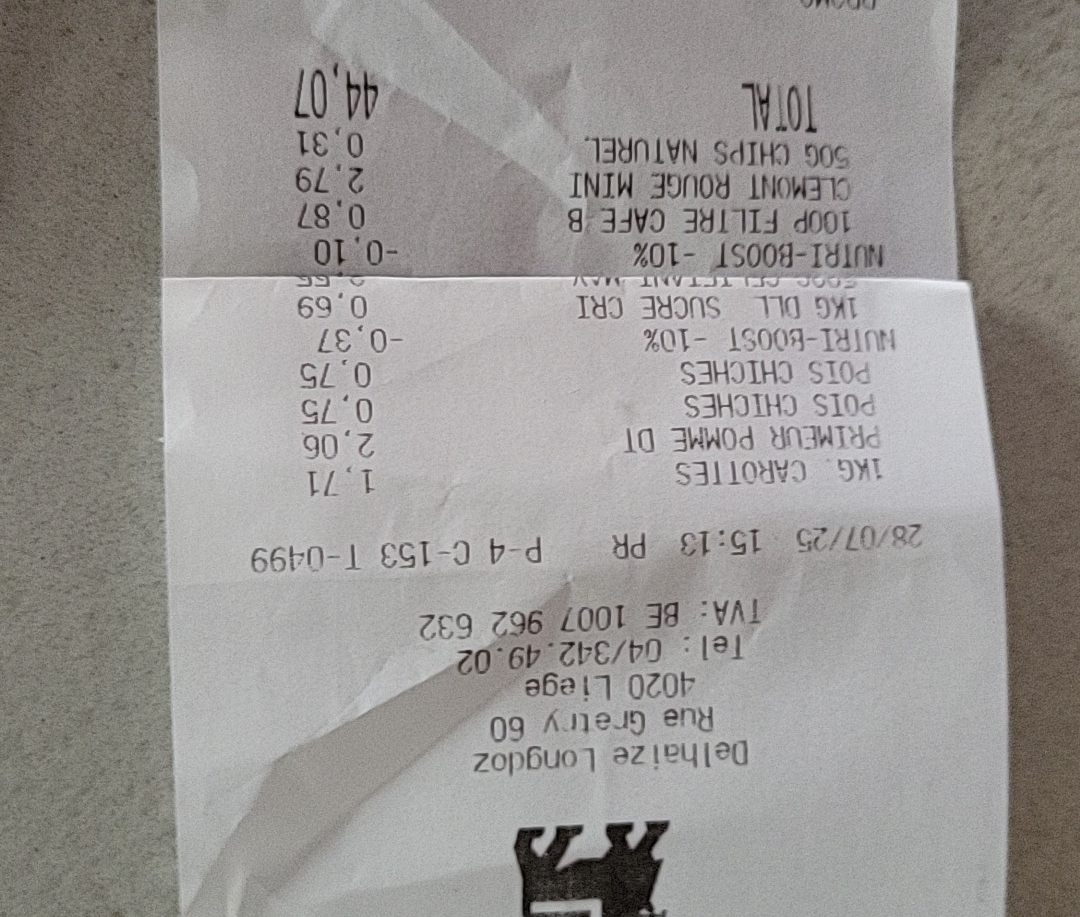 Delhaize Longdoz
Rue Gretry 60
4020 Liege
Tel: 04/342.49.02
TVA: BE 1007 962 632
28/07/25 15:13 PR P-4 C-153 T-0499
1KG. CAROTTES 1,71
PRIMEUR POMME DT 2,06
POIS CHICHES 0,75
POIS CHICHES 0,75
NUTRI-BOOST -10% -0,37
1KG DLL SUCRE CRI 0,69
NUTRI-BOOST -10% -0,10
100P FILTRE CAFE B 0,87
CLEMONT ROUGE MINI 2,79
50G CHIPS NATUREL. 0,31
TOTAL 44,07